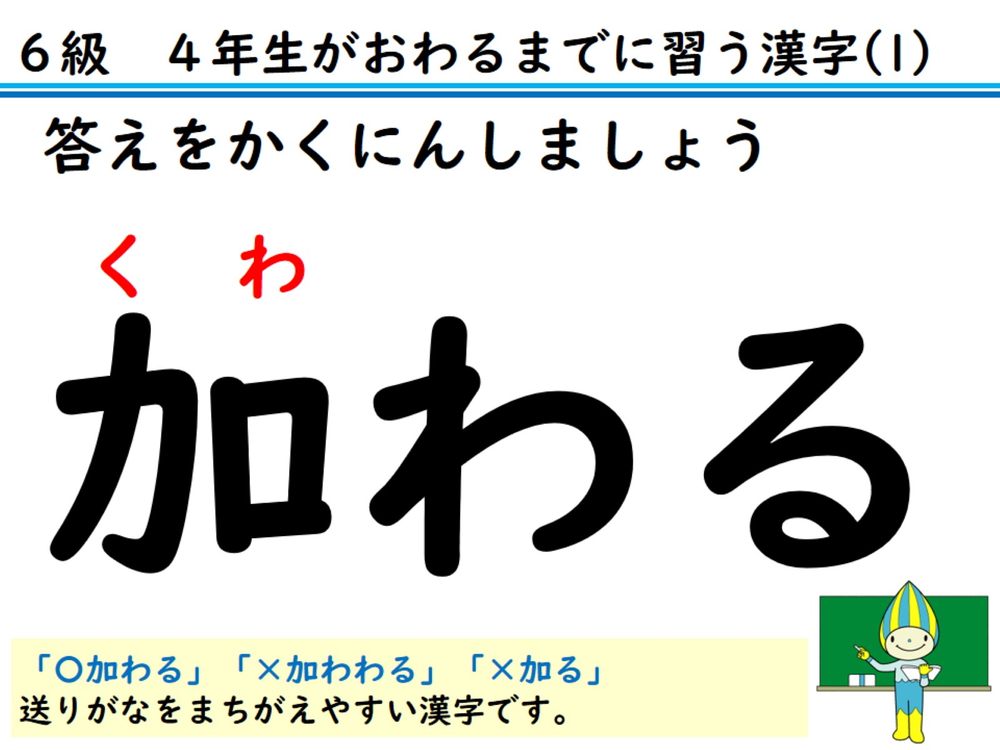 ６級　４年生がおわるまでに習う漢字(1)
答えをかくにんしましょう
く　わ
加わる
「〇加わる」「×加わわる」「×加る」
送りがなをまちがえやすい漢字です。